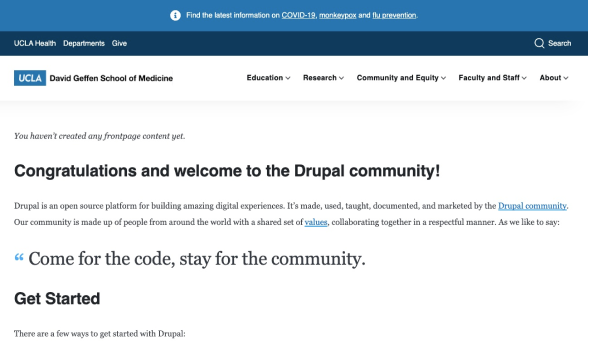 Find the latest information on COVID-19, monkeypox and flu prevention.
UCLA Health Departments Give Search
UCLA David Geffen School of Medicine Education Research Community and Equity Faculty and Staff About
You haven't created any frontpage content yet.
Congratulations and welcome to the Drupal community!
Drupal is an open source platform for building amazing digital experiences. It's made, used, taught, documented, and marketed by the Drupal community.
Our community is made up of people from around the world with a shared set of values, collaborating together in a respectful manner. As we like to say:
“ Come for the code, stay for the community.
Get Started
There are a few ways to get started with Drupal: